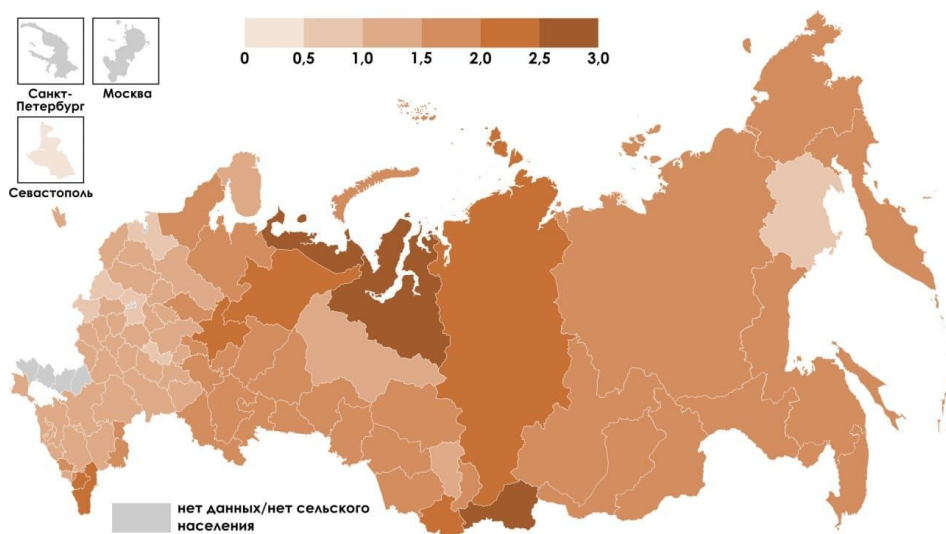 0 0,5 1,0 1,5 2,0 2,5 3,0
Санкт-
Петербург
Москва
Севастополь
нет данных/нет сельского
населения